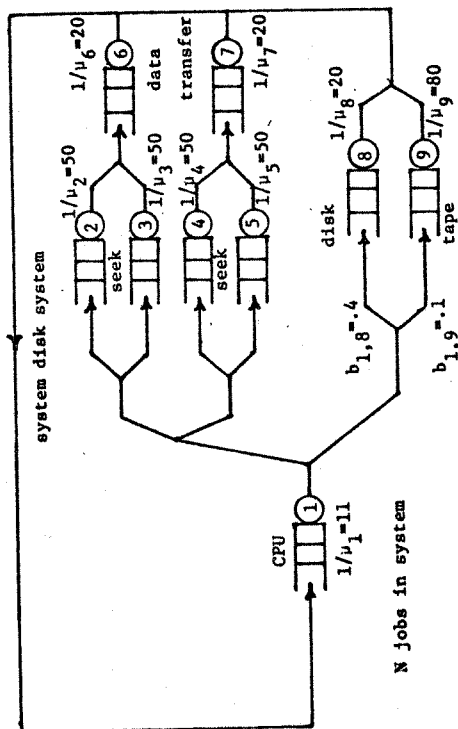 system disk system
1/μ2=50
2
seek
1/μ3=50
3
1/μ6=20
6
data
1/μ4=50
4
seek
1/μ5=50
5
transfer
7
1/μ7=20
CPU
1
1/μ1=11
b1,8=.4
disk
1/μ8=20
8
b1,9=.1
tape
1/μ9=80
9
N jobs in system